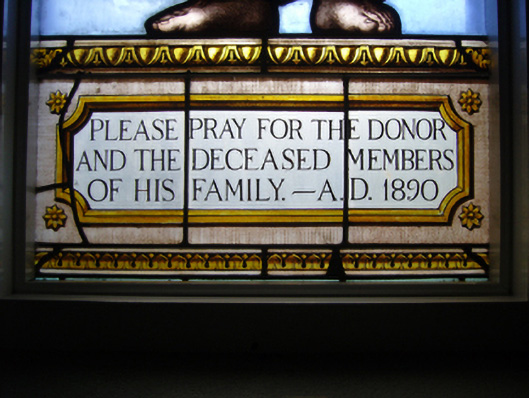 PLEASE PRAY FOR THE DONOR
AND THE DECEASED MEMBERS
OF HIS FAMILY.—A.D. 1890